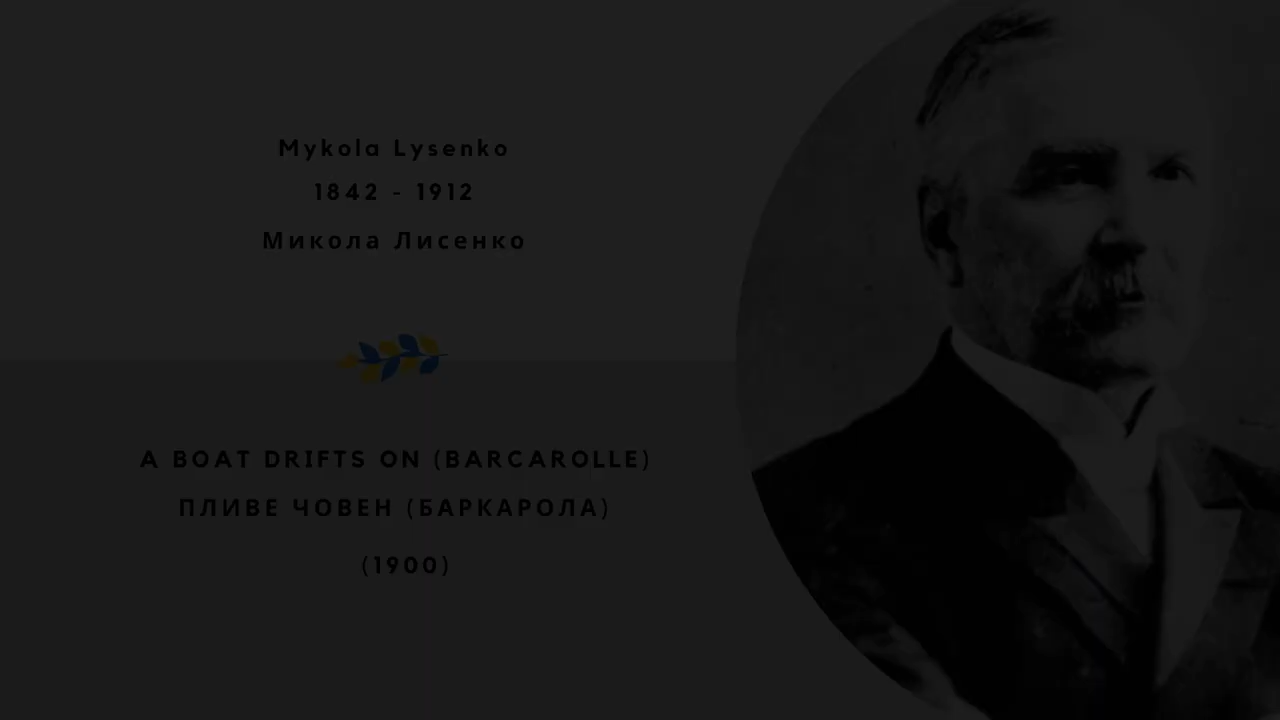 Mykola Lysenko
1842 - 1912
Микола Лисенко
A BOAT DRIFTS ON (BARCAROLLE)
ПЛИВЕ ЧОВЕН (БАРКАРОЛА)
(1900)